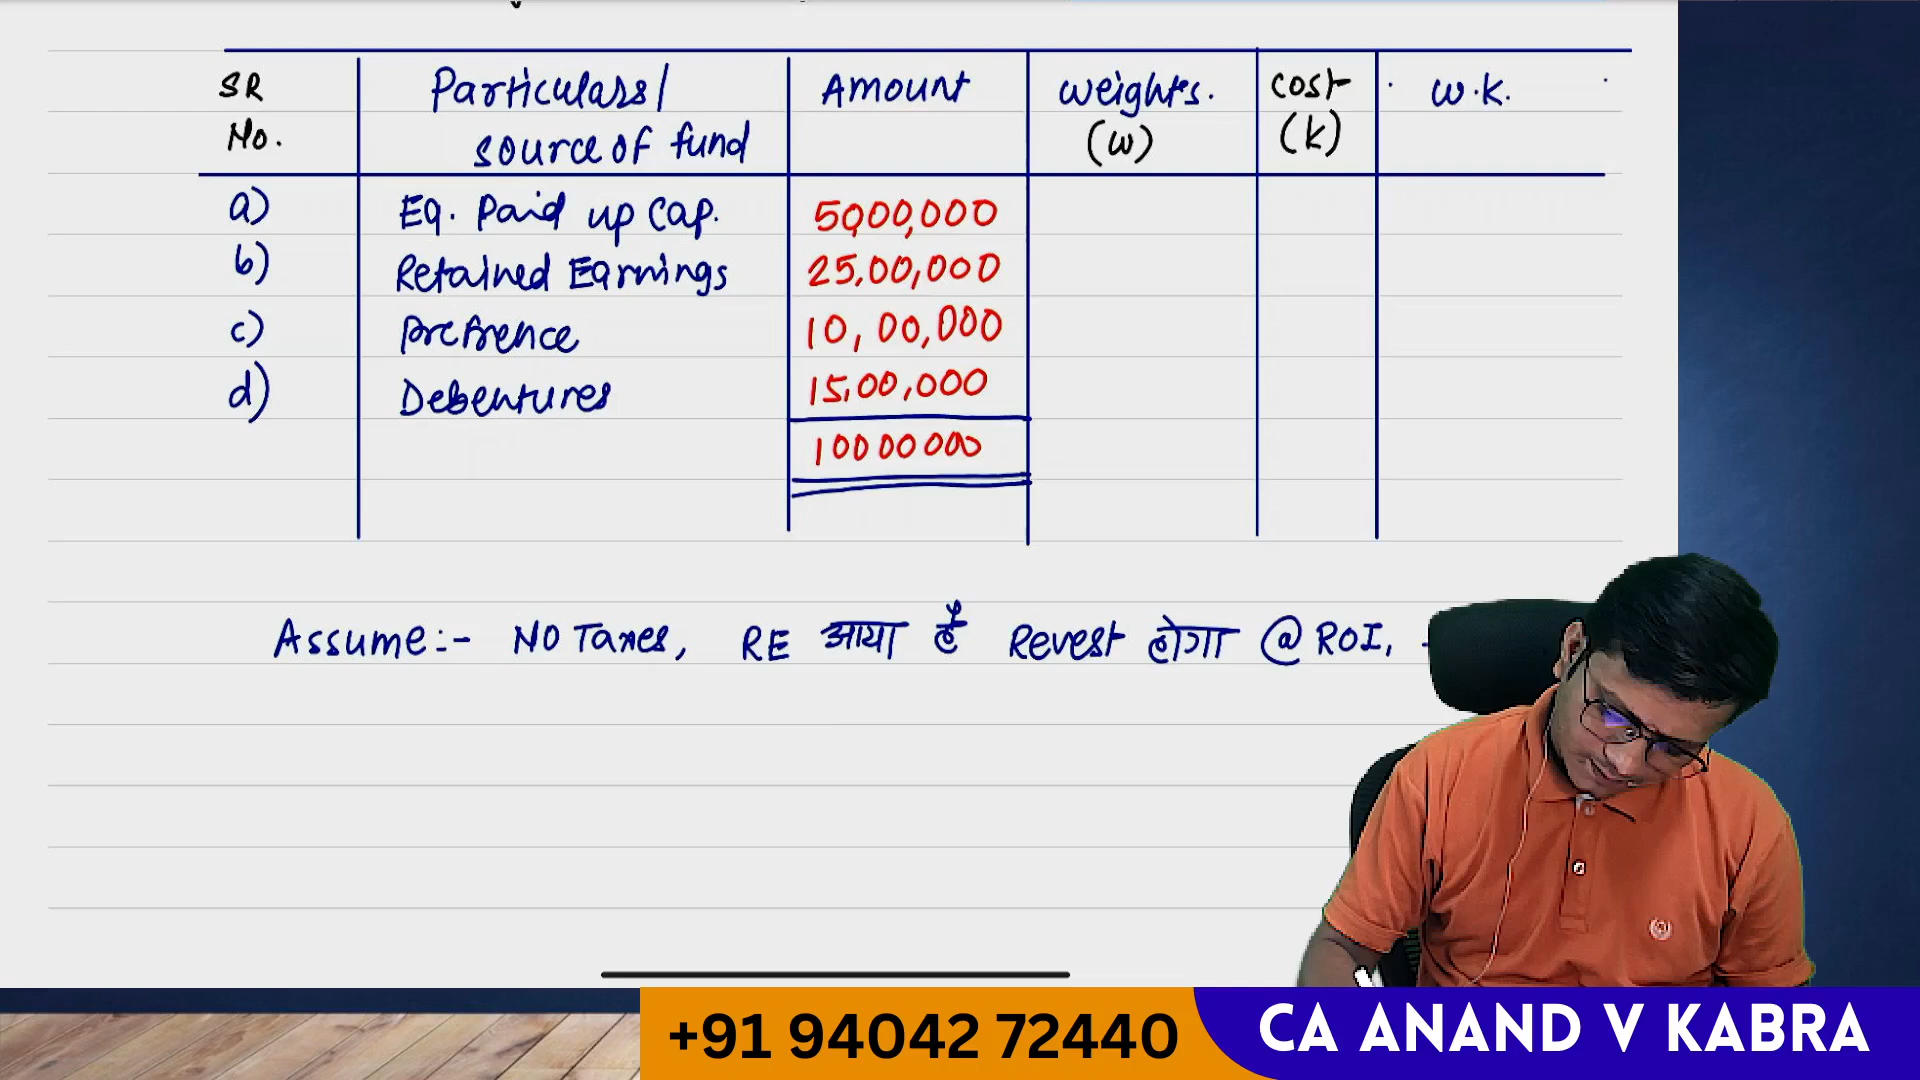 SR No. Particulars/ source of fund Amount weights. (w) cost (k) w.k.
a) Eq. Paid up Cap. 5000,000
b) Retained Earnings 25,00,000
c) Prefrence 10,00,000
d) Debentures 15,00,000
10000000
Assume:- NO Taxes, RE आया है Revest होगा @ ROI,
+91 94042 72440
CA ANAND V KABRA